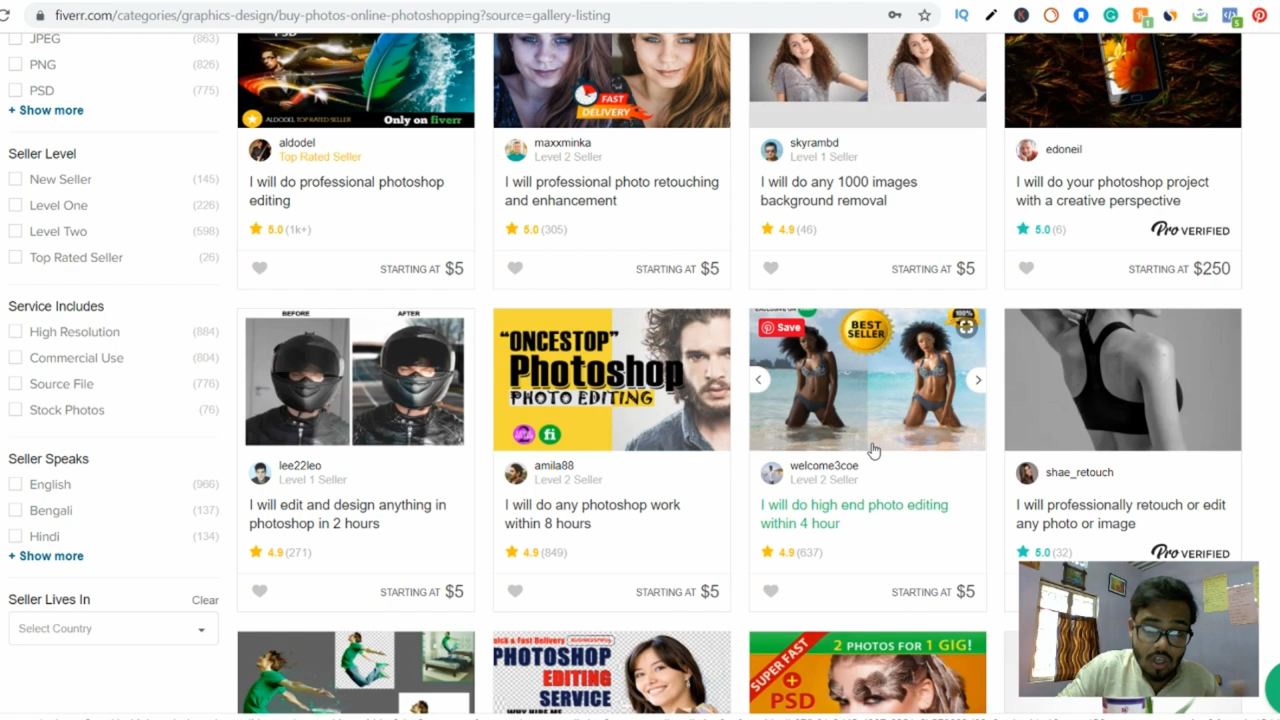 fiverr.com/categories/graphics-design/buy-photos-online-photoshopping?source=gallery-listing
IQ
JPEG (863)
PNG (826)
PSD (775)
+ Show more
Seller Level
New Seller (145)
Level One (226)
Level Two (598)
Top Rated Seller (26)
Service Includes
High Resolution (884)
Commercial Use (804)
Source File (776)
Stock Photos (76)
Seller Speaks
English (966)
Bengali (137)
Hindi (134)
+ Show more
Seller Lives In Clear
Select Country
ALDODEL TOP RATED SELLER Only on fiverr
aldodel
Top Rated Seller
I will do professional photoshop
editing
5.0 (1k+)
STARTING AT $5
FAST
DELIVERY
maxxminka
Level 2 Seller
I will professional photo retouching
and enhancement
5.0 (305)
STARTING AT $5
skyrambd
Level 1 Seller
I will do any 1000 images
background removal
4.9 (46)
STARTING AT $5
edoneil
I will do your photoshop project
with a creative perspective
5.0 (6) Pro VERIFIED
STARTING AT $250
BEFORE AFTER
lee22leo
Level 1 Seller
I will edit and design anything in
photoshop in 2 hours
4.9 (271)
STARTING AT $5
“ONCESTOP”
Photoshop
PHOTO EDITING
fi
amila88
Level 2 Seller
I will do any photoshop work
within 8 hours
4.9 (849)
STARTING AT $5
Save
BEST
SELLER
100%
welcome3coe
Level 2 Seller
I will do high end photo editing
within 4 hour
4.9 (637)
STARTING AT $5
shae_retouch
I will professionally retouch or edit
any photo or image
5.0 (32) Pro VERIFIED
Quick & Fast Delivery
PHOTOSHOP
EDITING
SERVICE
SUPER FAST
2 PHOTOS FOR 1 GIG!
+
PSD